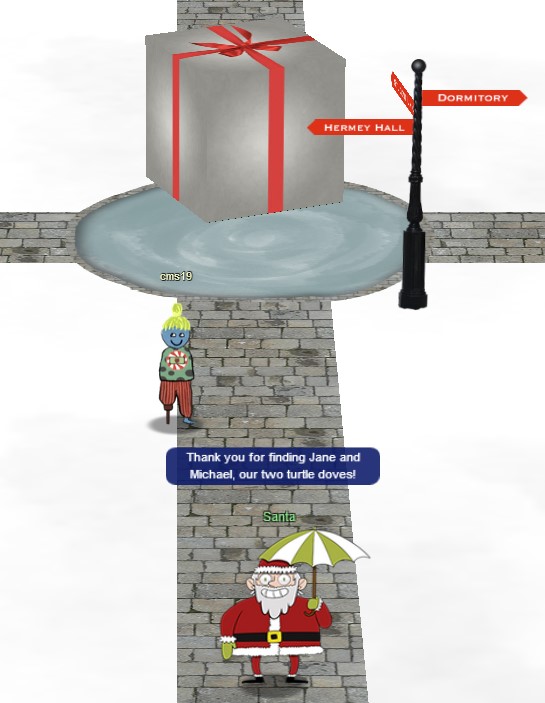 DORMITORY
HERMEY HALL
cms19
Thank you for finding Jane and
Michael, our two turtle doves!
Santa